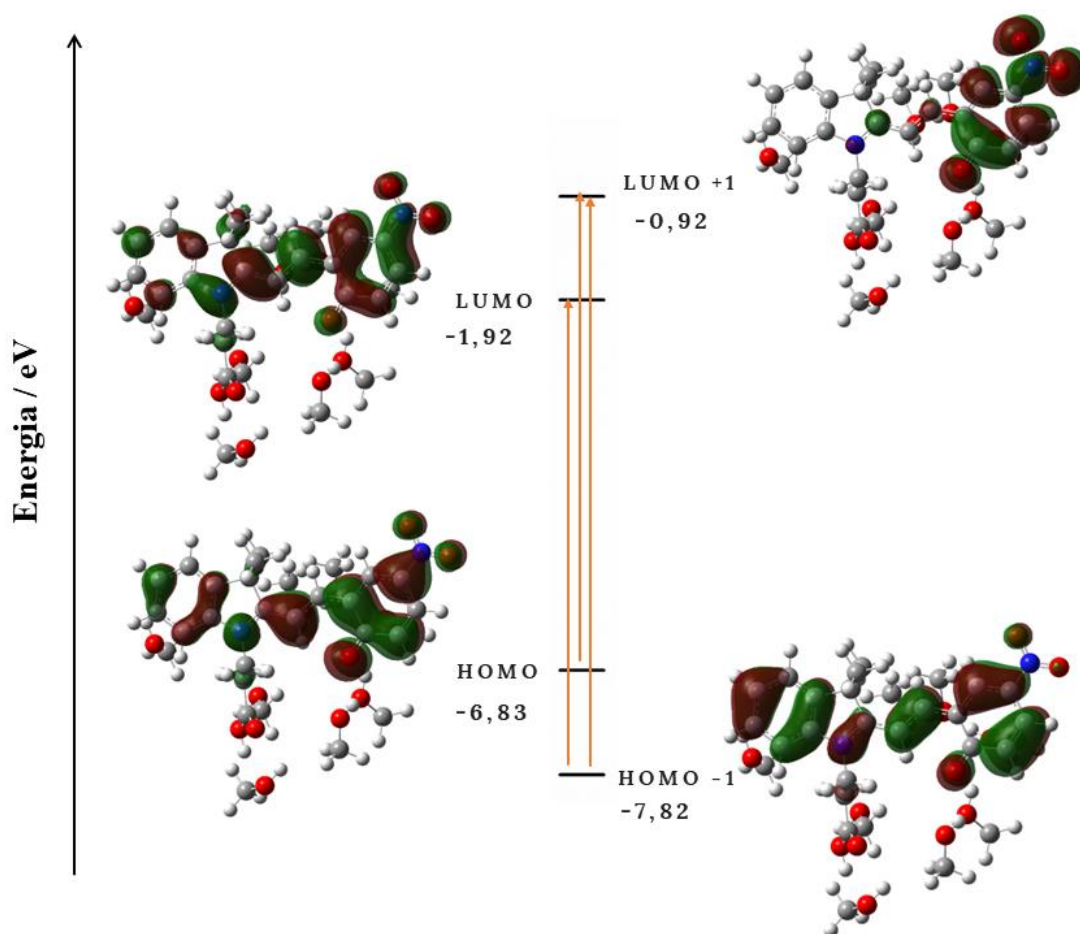 Energia / eV
LUMO +1
-0,92
LUMO
-1,92
HOMO
-6,83
HOMO -1
-7,82